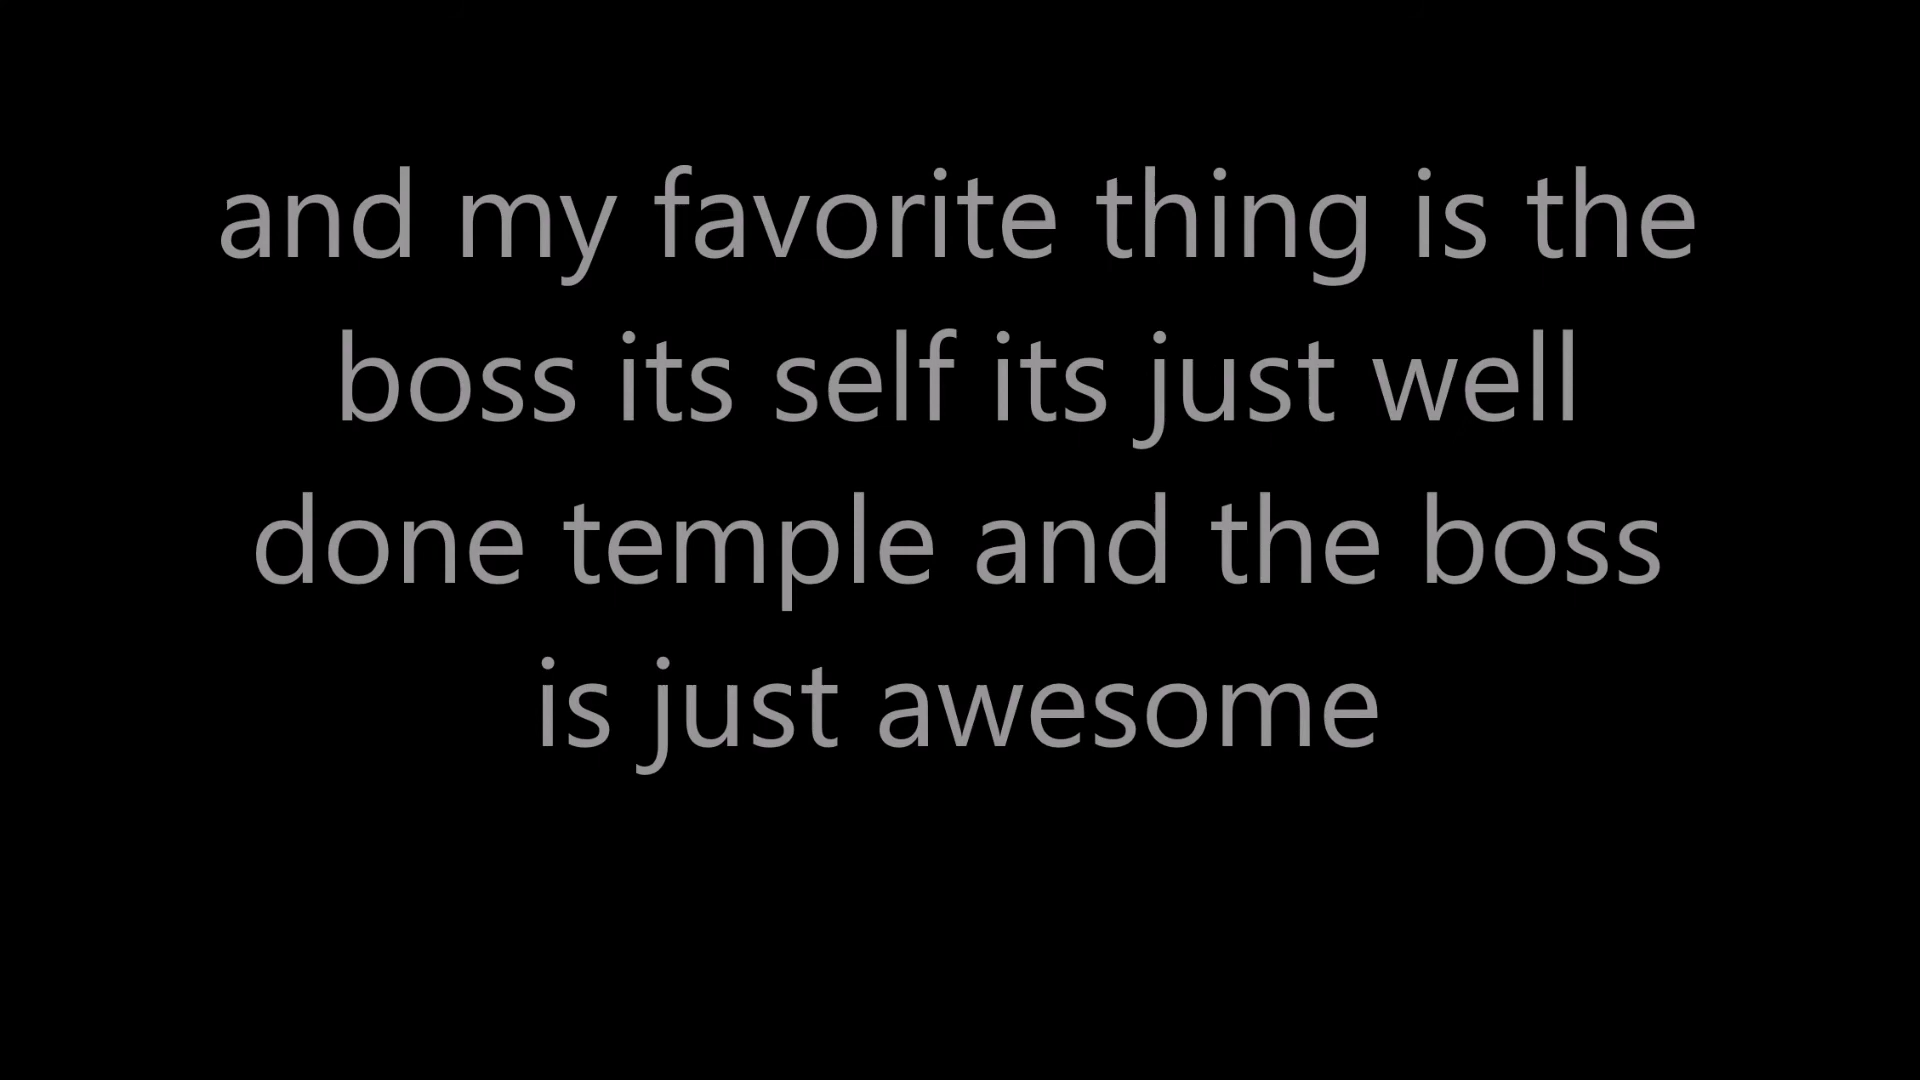 and my favorite thing is the
boss its self its just well
done temple and the boss
is just awesome